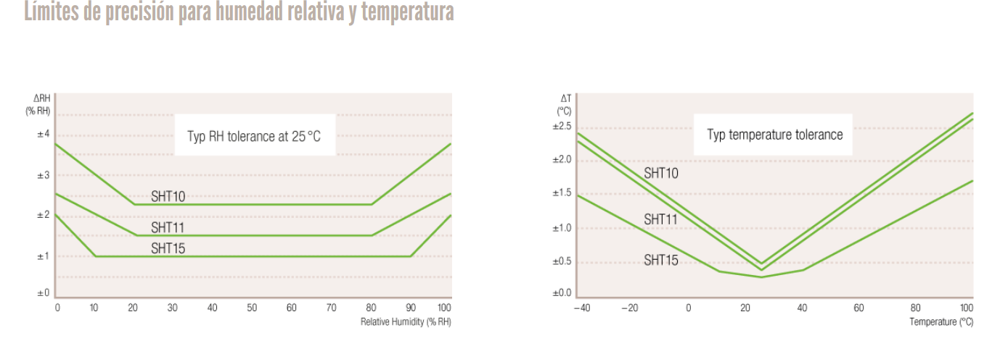 Límites de precisión para humedad relativa y temperatura
ΔRH
(% RH)
±4
±3
±2
±1
±0
Typ RH tolerance at 25 °C
SHT10
SHT11
SHT15
0 10 20 30 40 50 60 70 80 90 100
Relative Humidity (% RH)
ΔT
(°C)
±2.5
±2.0
±1.5
±1.0
±0.5
±0.0
Typ temperature tolerance
SHT10
SHT11
SHT15
−40 −20 0 20 40 60 80 100
Temperature (°C)